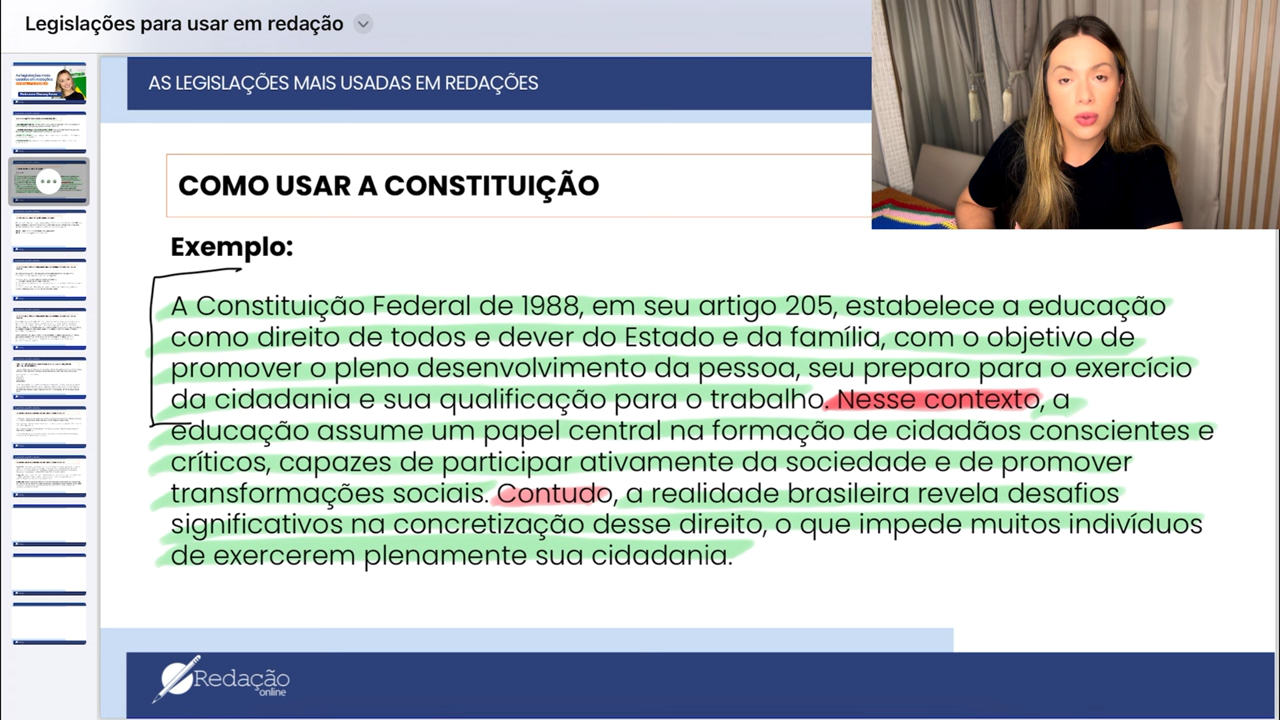 Legislações para usar em redação
AS LEGISLAÇÕES MAIS USADAS EM REDAÇÕES
COMO USAR A CONSTITUIÇÃO
Exemplo:
A Constituição Federal de 1988, em seu artigo 205, estabelece a educação
como direito de todos e dever do Estado e da família, com o objetivo de
promover o pleno desenvolvimento da pessoa, seu preparo para o exercício
da cidadania e sua qualificação para o trabalho. Nesse contexto, a
educação assume um papel central na formação de cidadãos conscientes e
críticos, capazes de participar ativamente na sociedade e de promover
transformações sociais. Contudo, a realidade brasileira revela desafios
significativos na concretização desse direito, o que impede muitos indivíduos
de exercerem plenamente sua cidadania.
Redação
online